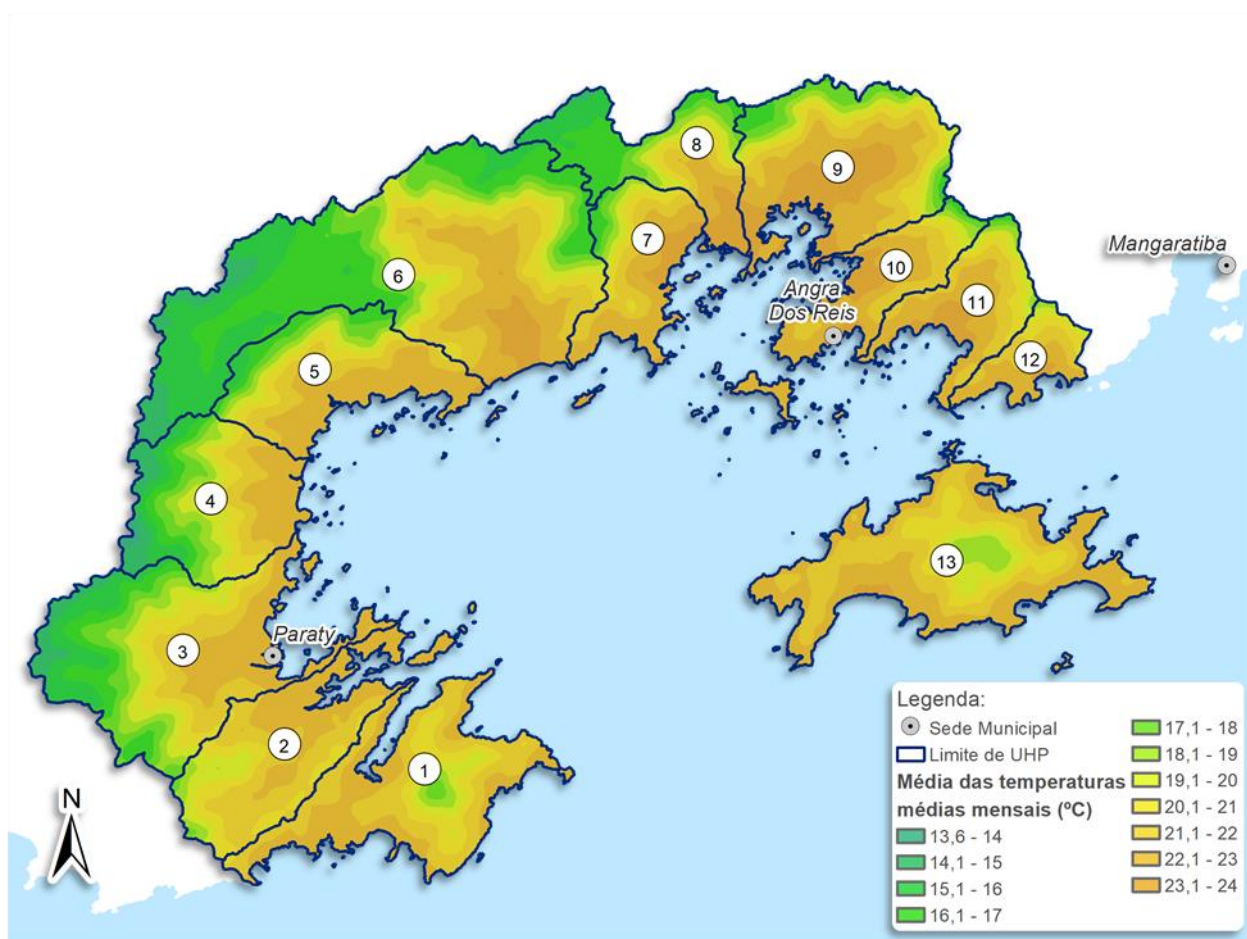 8
9
7
Mangaratiba
10
6
Angra
Dos Reis
11
12
5
4
13
Paraty
3
2
1
N
Legenda:
Sede Municipal
Limite de UHP
Média das temperaturas
médias mensais (ºC)
13,6 - 14
14,1 - 15
15,1 - 16
16,1 - 17
17,1 - 18
18,1 - 19
19,1 - 20
20,1 - 21
21,1 - 22
22,1 - 23
23,1 - 24